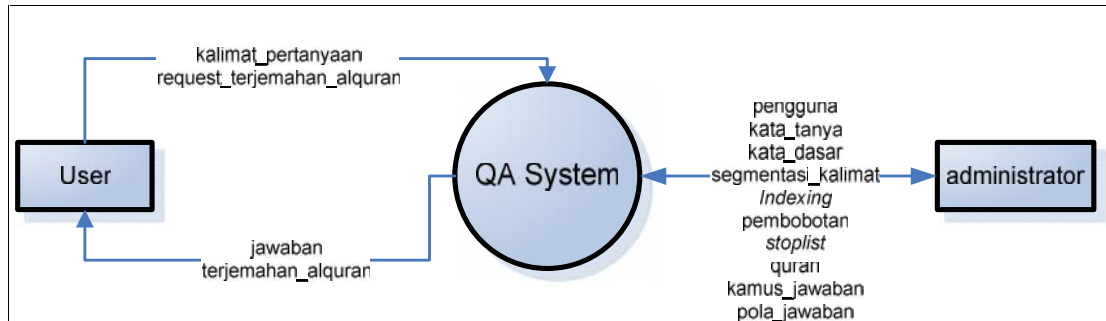 kalimat_pertanyaan
request_terjemahan_alquran
User
QA System
jawaban
terjemahan_alquran
pengguna
kata_tanya
kata_dasar
segmentasi_kalimat
Indexing
pembobotan
stoplist
quran
kamus_jawaban
pola_jawaban
administrator